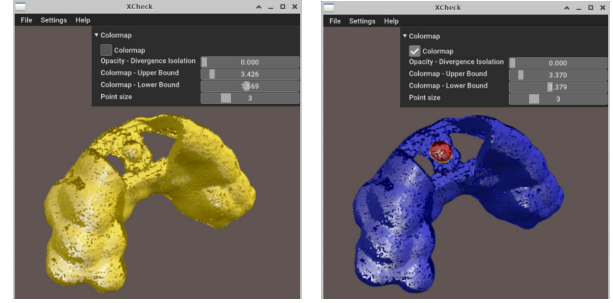 XCheck
File Settings Help
▼ Colormap
Colormap
Opacity - Divergence Isolation 0.000
Colormap - Upper Bound 3.426
Colormap - Lower Bound
Point size 3
XCheck
File Settings Help
▼ Colormap
Colormap
Opacity - Divergence Isolation 0.000
Colormap - Upper Bound 3.370
Colormap - Lower Bound
Point size 3